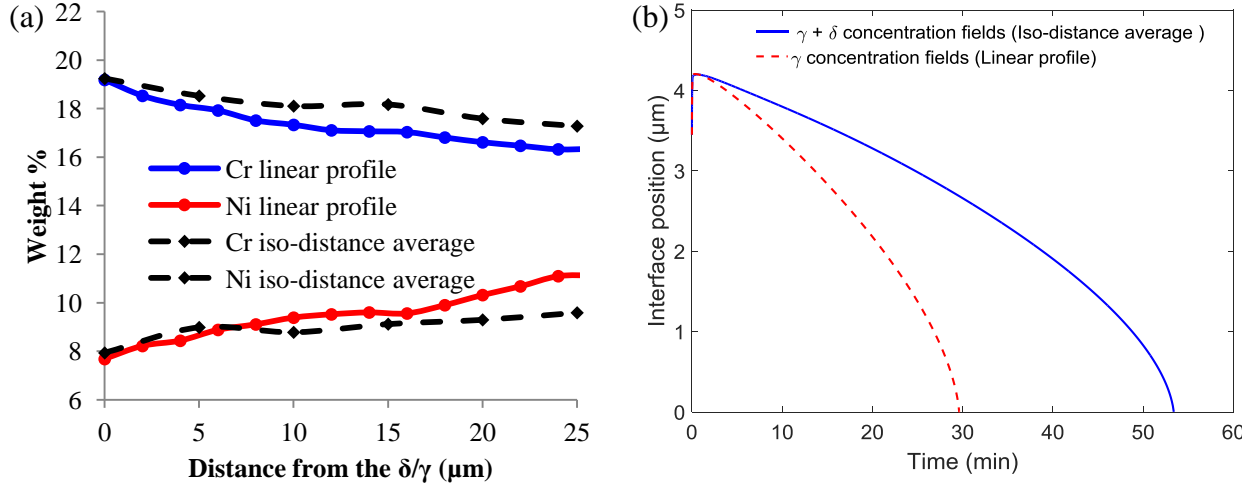 (a)
22
20
18
16
14
12
10
8
6
Weight %
Cr linear profile
Ni linear profile
Cr iso-distance average
Ni iso-distance average
0 5 10 15 20 25
Distance from the δ/γ (µm)
(b)
5
4
3
2
1
0
Interface position (µm)
γ + δ concentration fields (Iso-distance average )
γ concentration fields (Linear profile)
0 10 20 30 40 50 60
Time (min)